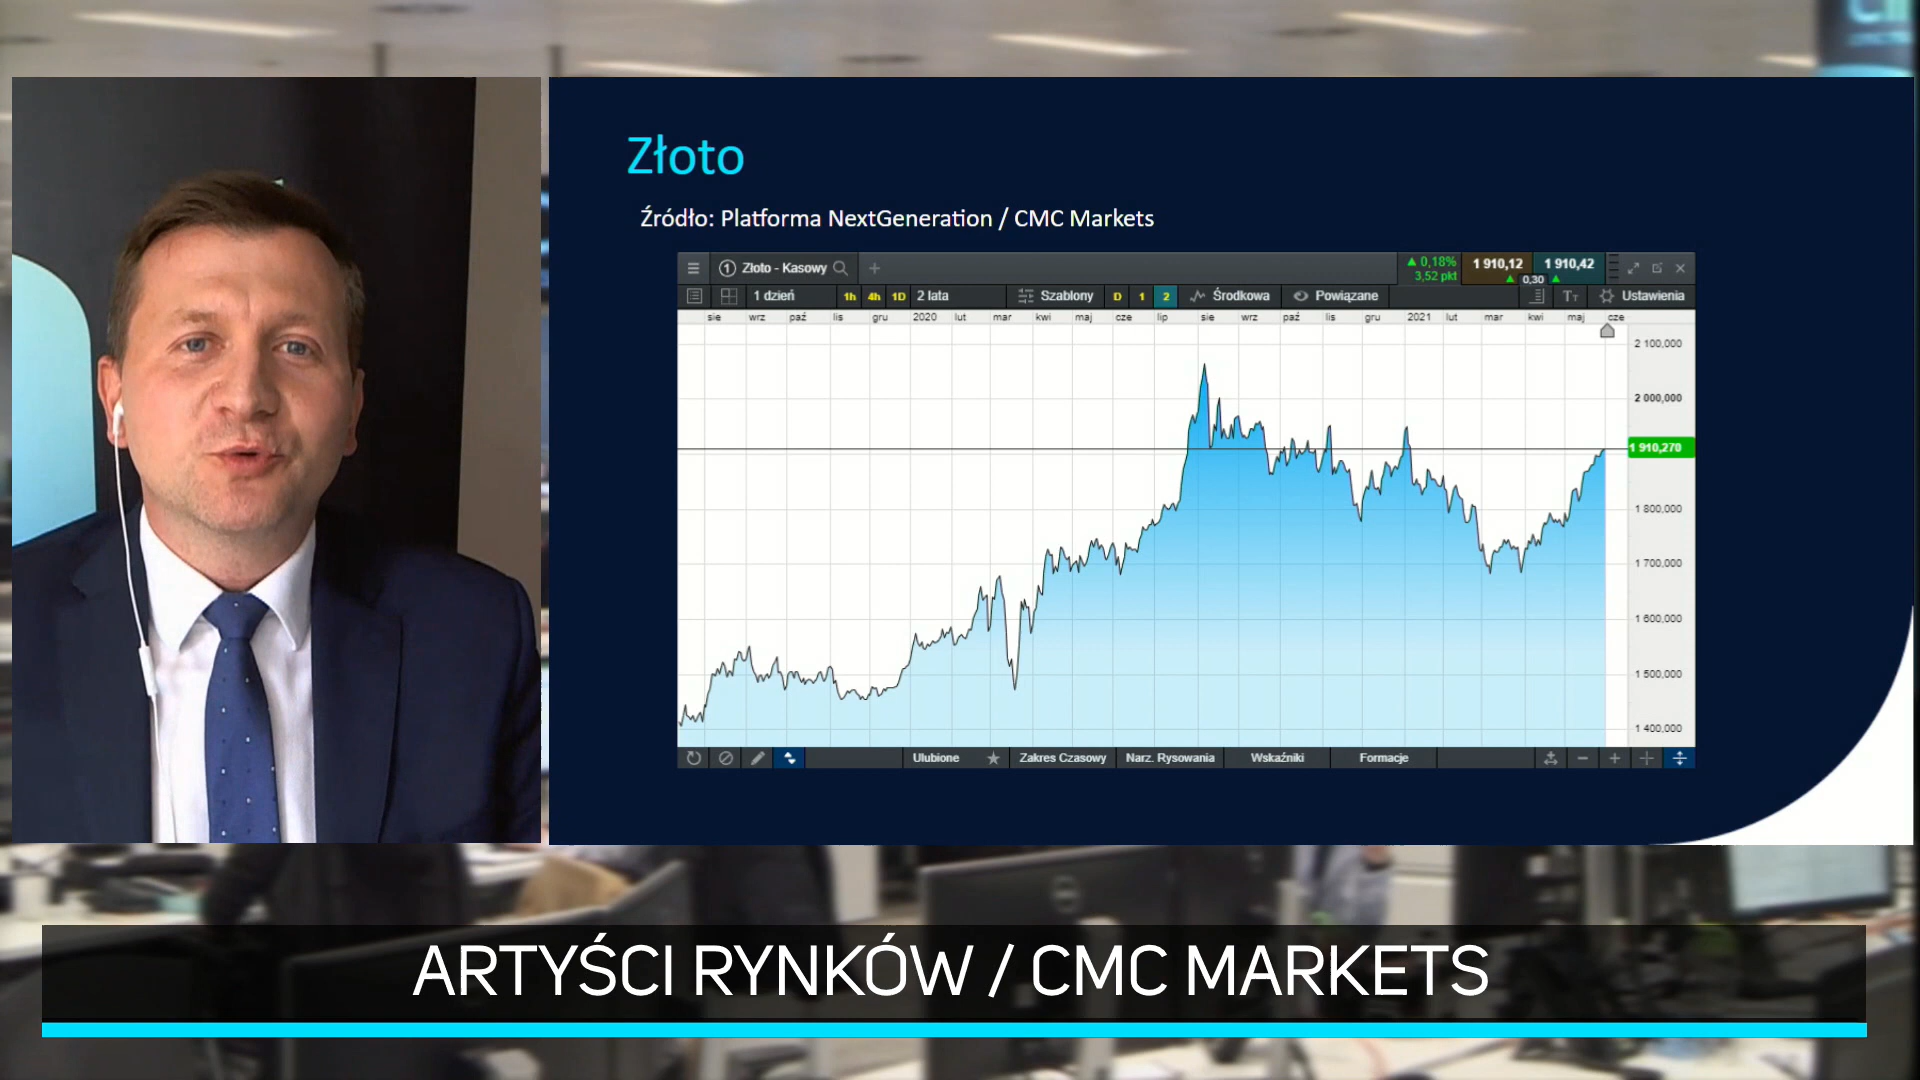 Złoto
Źródło: Platforma NextGeneration / CMC Markets
1 Złoto - Kasowy
0,18%
3,52 pkt
1 910,12
1 910,42
0,30
1 dzień 1h 4h 1D 2 lata Szablony D 1 2 Środkowa Powiązane Tт Ustawienia
sie wrz paź lis gru 2020 lut mar kwi maj cze lip sie wrz paź lis gru 2021 lut mar kwi maj cze
2 100,000
2 000,000
1 910,270
1 800,000
1 700,000
1 600,000
1 500,000
1 400,000
Ulubione Zakres Czasowy Narz. Rysowania Wskaźniki Formacje
ARTYŚCI RYNKÓW / CMC MARKETS